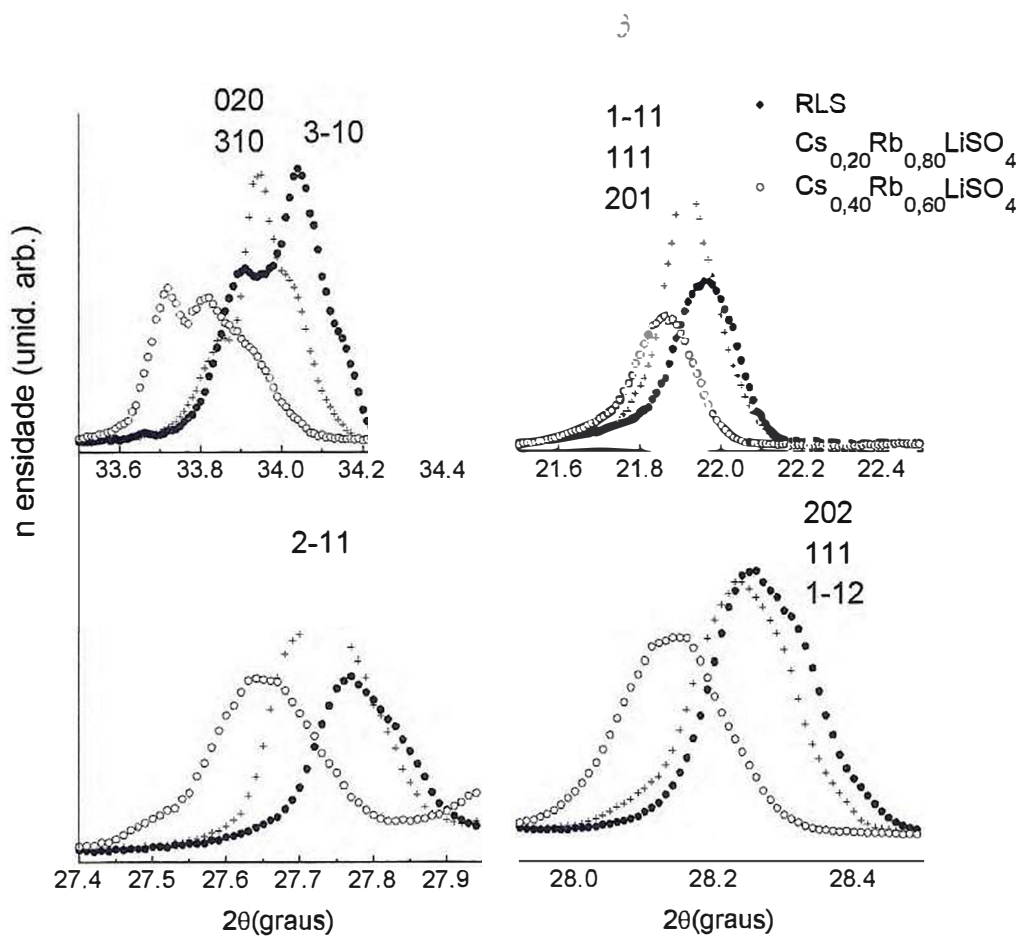 020
310 3-10
1-11
111
201
RLS
Cs0,20Rb0,80LiSO4
Cs0,40Rb0,60LiSO4
n ensidade (unid. arb.)
33.6 33.8 34.0 34.2 34.4
21.6 21.8 22.0 22.2 22.4
2-11
202
111
1-12
27.4 27.5 27.6 27.7 27.8 27.9
28.0 28.2 28.4
2θ(graus)
2θ(graus)